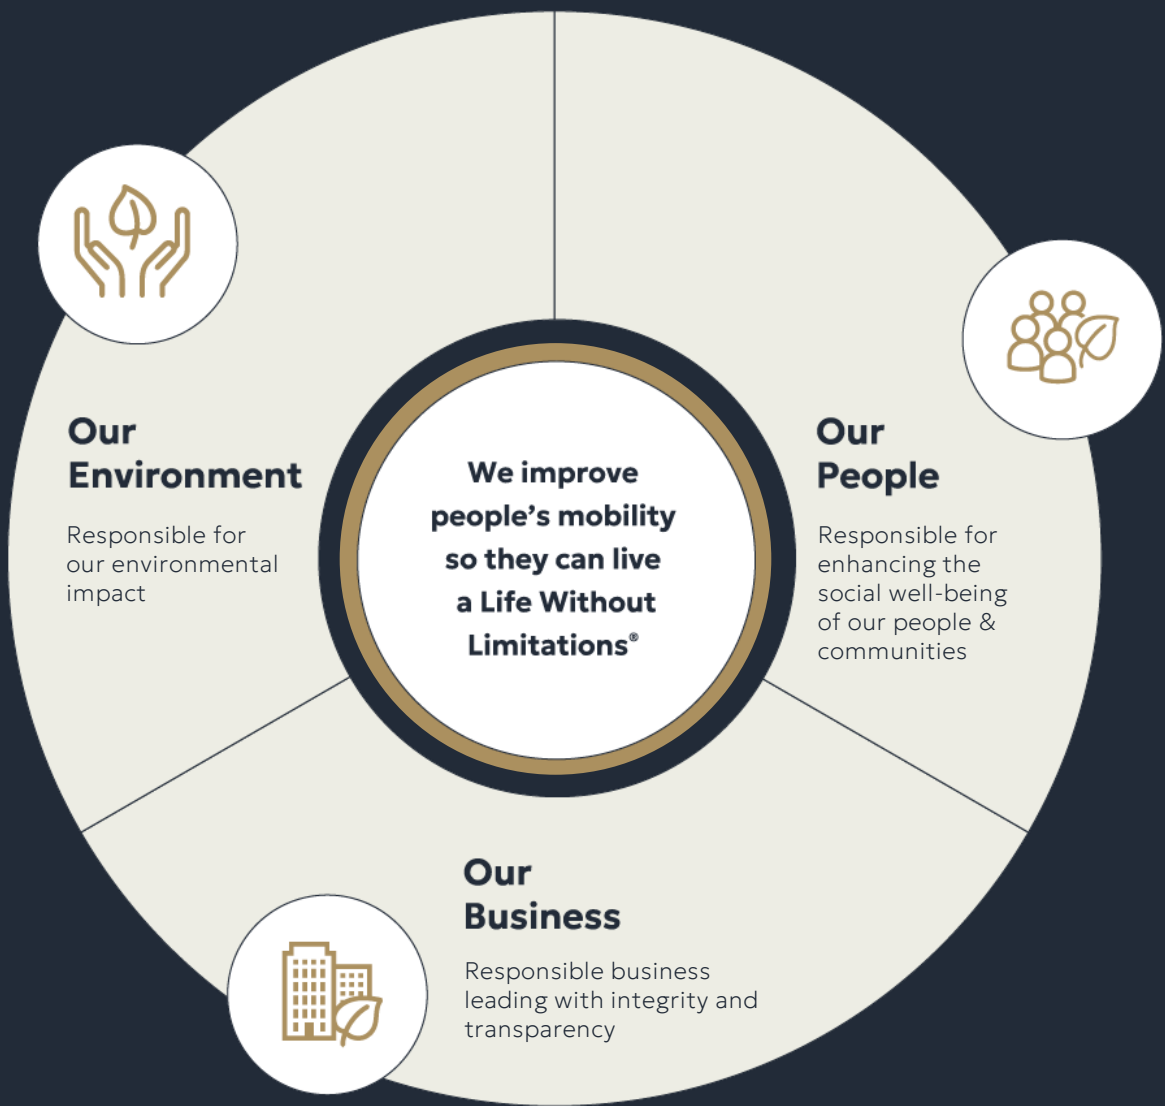 Our
Environment
Responsible for
our environmental
impact
We improve
people's mobility
so they can live
a Life Without
Limitations®
Our
People
Responsible for
enhancing the
social well-being
of our people &
communities
Our
Business
Responsible business
leading with integrity and
transparency